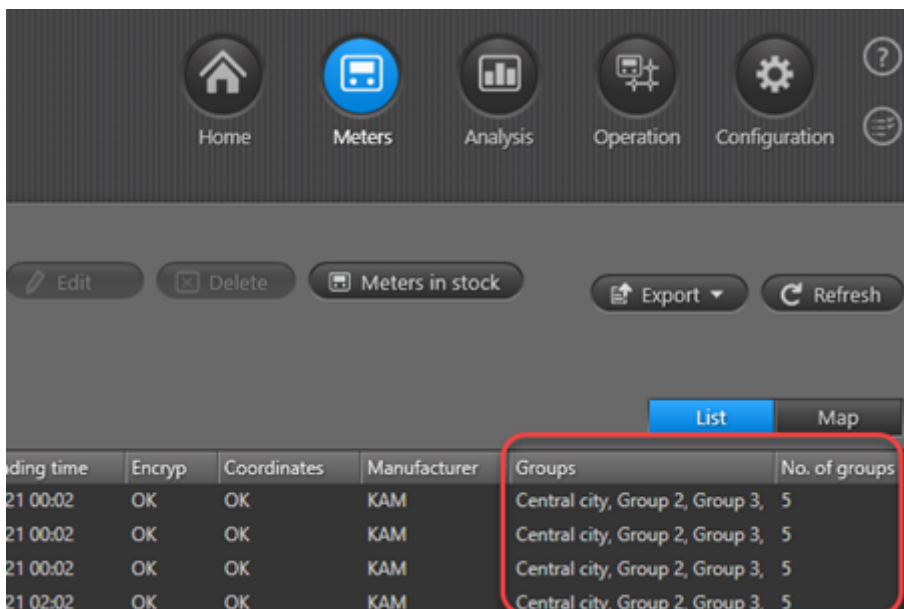 ?
Home Meters Analysis Operation Configuration
Edit Delete Meters in stock Export Refresh
List Map
time Encryp Coordinates Manufacturer Groups No. of groups
21 00:02 OK OK KAM Central city, Group 2, Group 3, 5
21 00:02 OK OK KAM Central city, Group 2, Group 3, 5
21 00:02 OK OK KAM Central city, Group 2, Group 3, 5
21 02:02 OK OK KAM Central city, Group 2, Group 3, 5